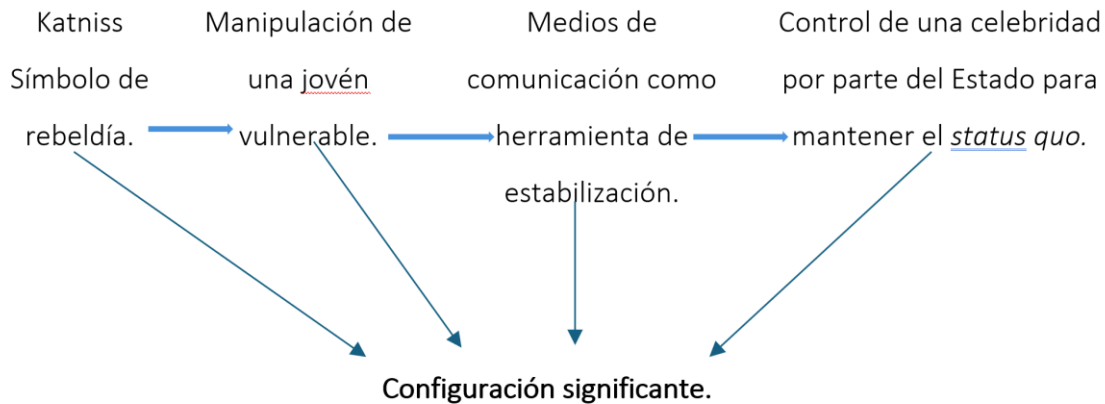 Katniss
Símbolo de
rebeldía.
Manipulación de
una jovén
vulnerable.
Medios de
comunicación como
herramienta de
estabilización.
Control de una celebridad
por parte del Estado para
mantener el status quo.
Configuración significante.